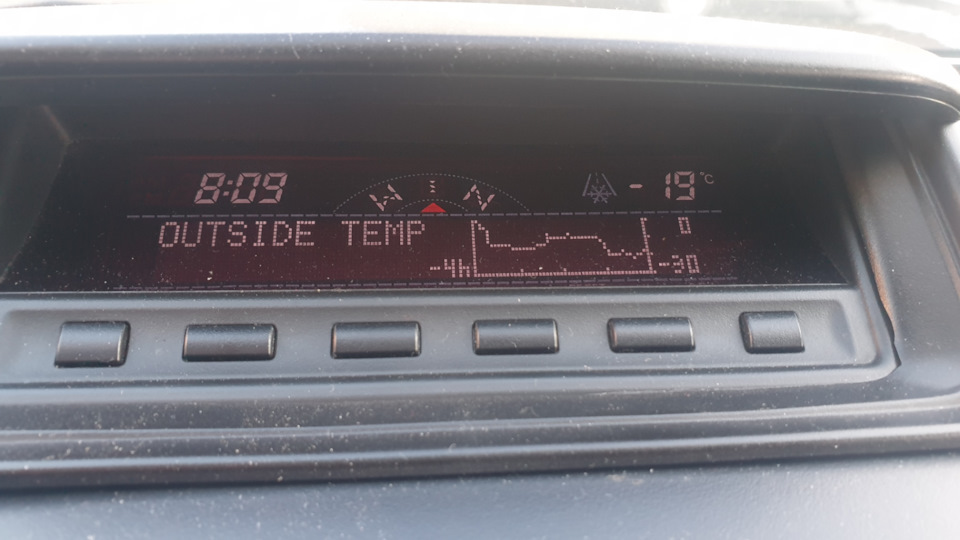 8:09 W N -19°C
OUTSIDE TEMP 0
-4h -30